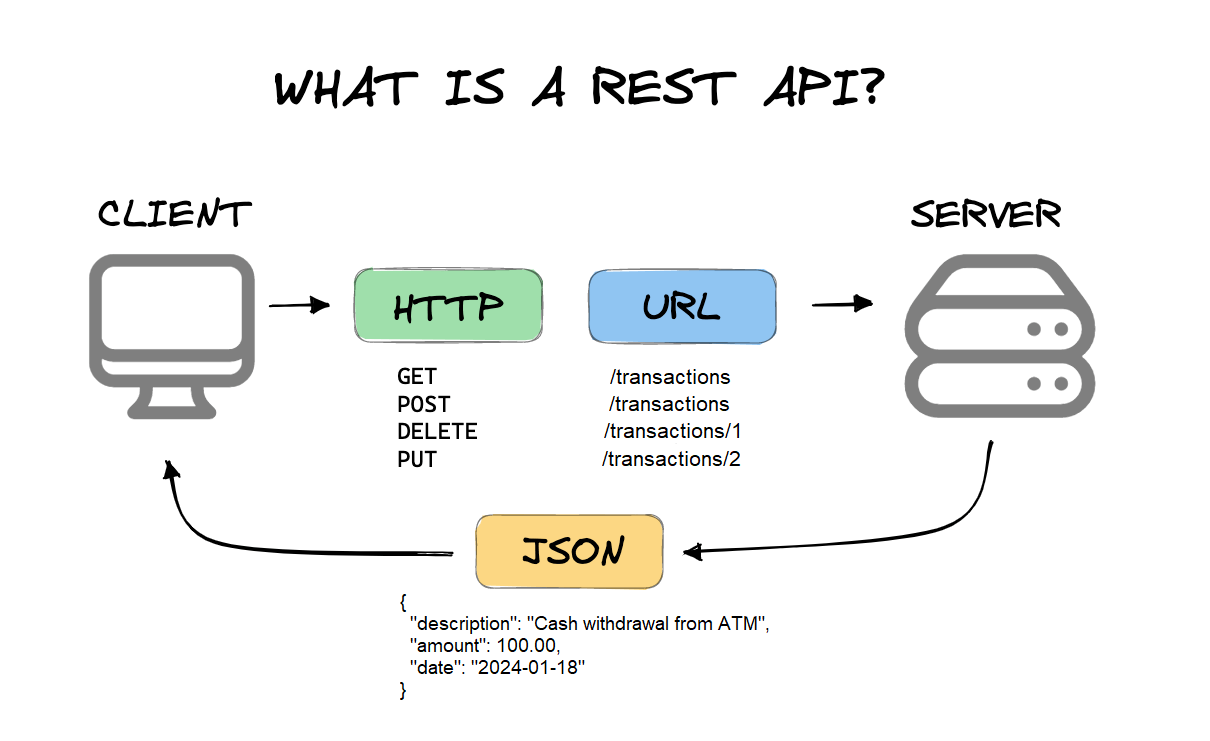 WHAT IS A REST API?
CLIENT
SERVER
HTTP
URL
GET /transactions
POST /transactions
DELETE /transactions/1
PUT /transactions/2
JSON
{
"description": "Cash withdrawal from ATM",
"amount": 100.00,
"date": "2024-01-18"
}